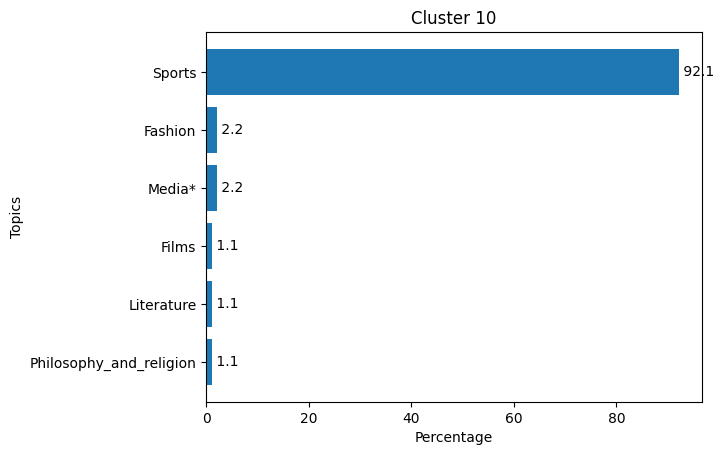 Cluster 10
Topics
Sports 92.1
Fashion 2.2
Media* 2.2
Films 1.1
Literature 1.1
Philosophy_and_religion 1.1
0 20 40 60 80
Percentage